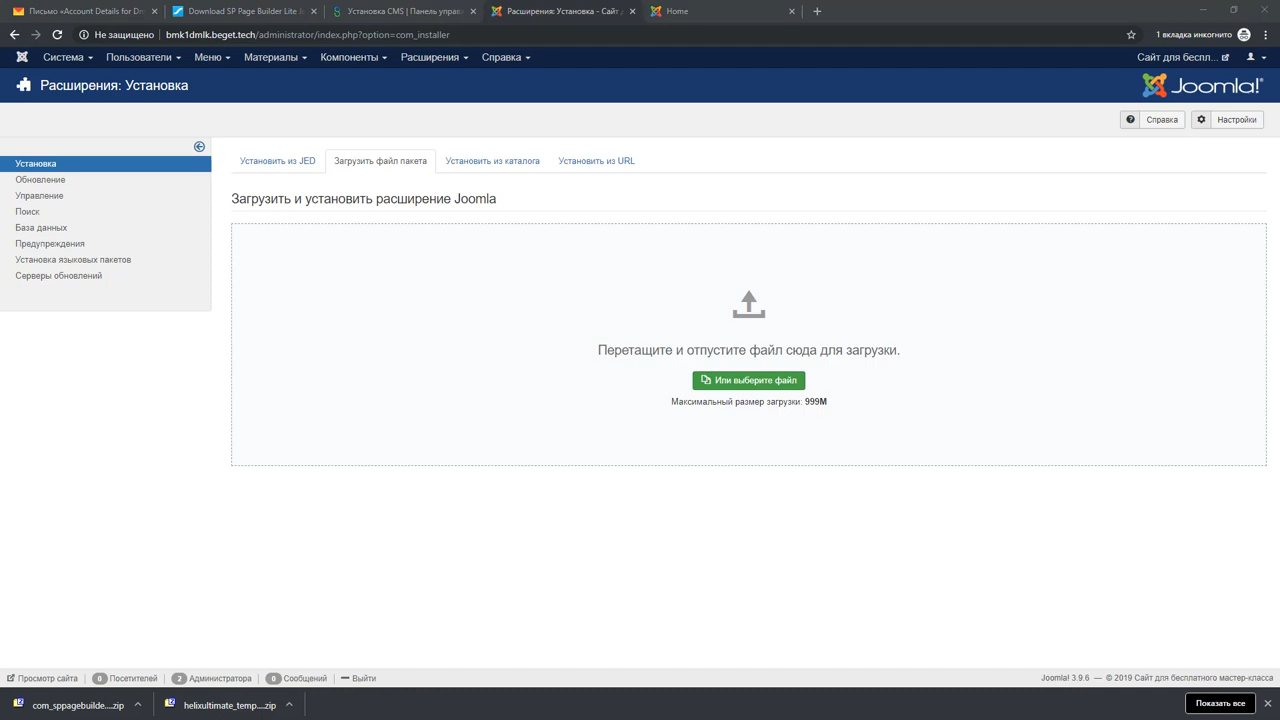 Письмо «Account Details for Dm
Download SP Page Builder Lite J
Установка CMS | Панель управ
Расширения: Установка - Сайт д
Home
Не защищено
bmk1dmlk.beget.tech/administrator/index.php?option=com_installer
1 вкладка инкогнито
Система
Пользователи
Меню
Материалы
Компоненты
Расширения
Справка
Сайт для беспл...
Расширения: Установка
Joomla!®
Справка
Настройки
Установка
Обновление
Управление
Поиск
База данных
Предупреждения
Установка языковых пакетов
Серверы обновлений
Установить из JED
Загрузить файл пакета
Установить из каталога
Установить из URL
Загрузить и установить расширение Joomla
Перетащите и отпустите файл сюда для загрузки.
Или выберите файл
Максимальный размер загрузки: 999M
Просмотр сайта
0 Посетителей
2 Администратора
0 Сообщений
Выйти
Joomla! 3.9.6 — © 2019 Сайт для бесплатного мастер-класса
com_sppagebuilde....zip
helixultimate_temp....zip
Показать все